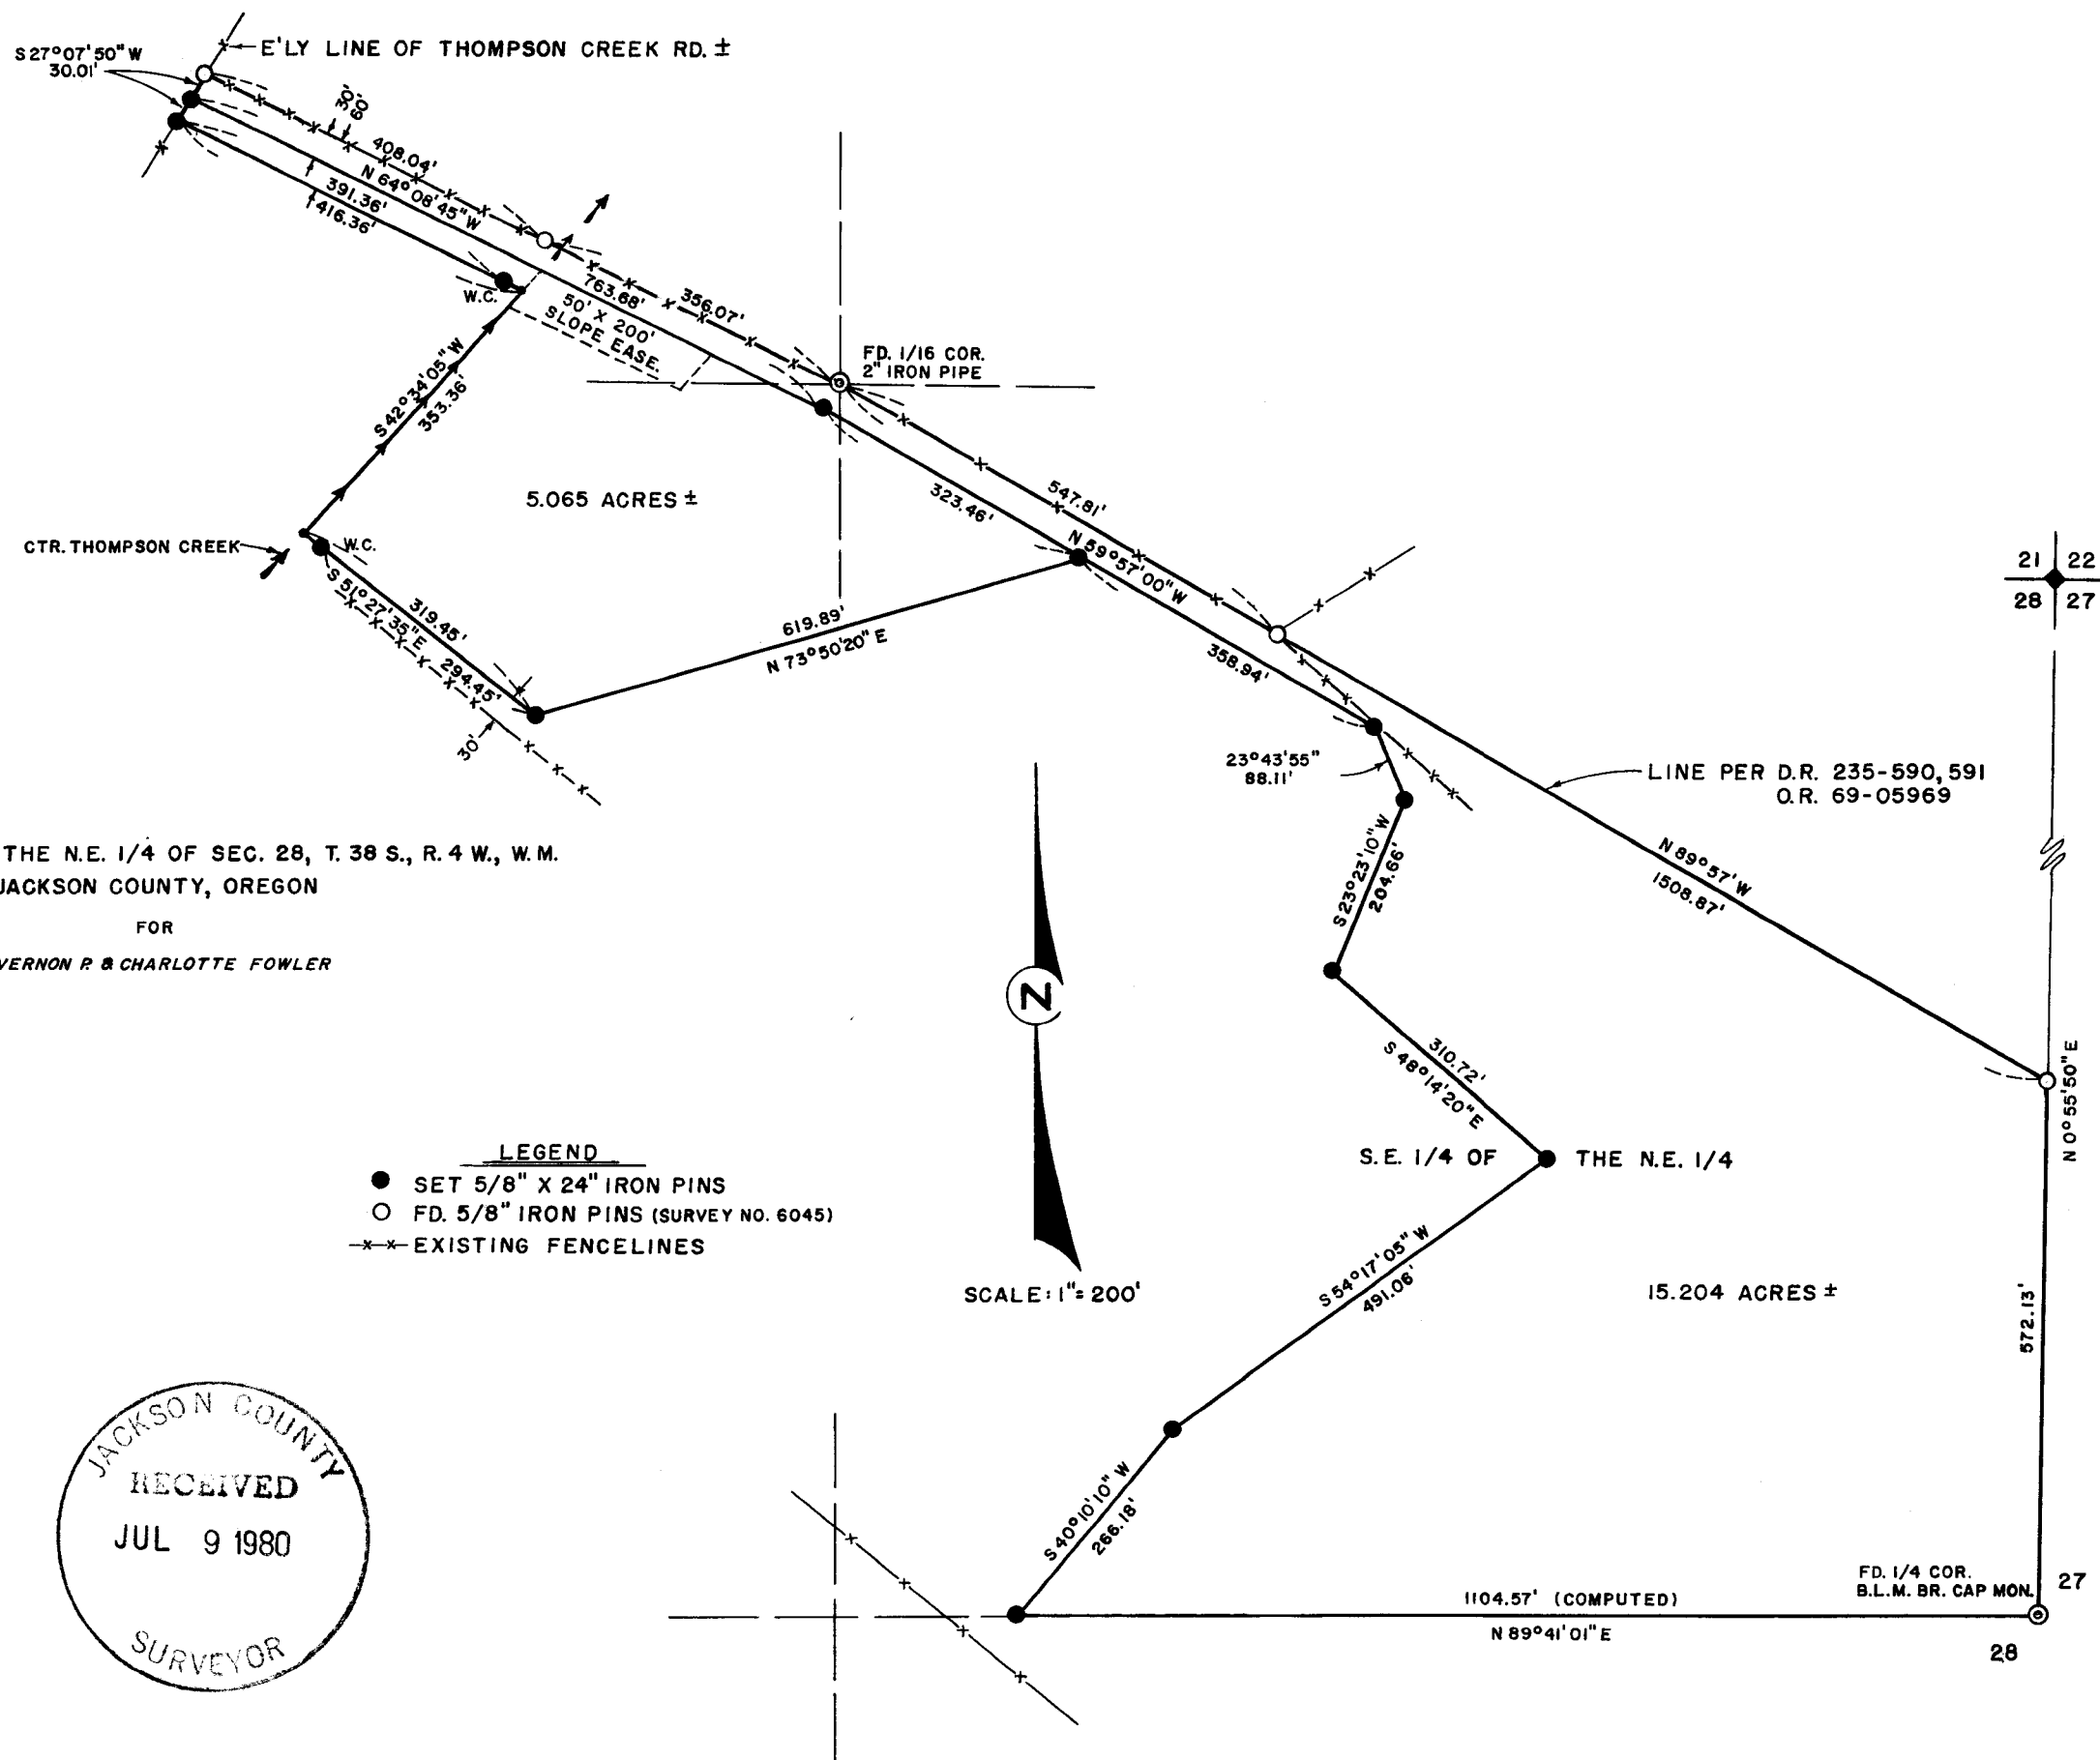 S 27°07'50" W
30.01'
E'LY LINE OF THOMPSON CREEK RD. ±
30'
60'
408.04'
N 64°08'45" W
391.36'
416.36'
W.C.
763.68'
356.07'
50' X 200'
SLOPE EASE.
FD. 1/16 COR.
2" IRON PIPE
S 42°34'05" W
353.36'
5.065 ACRES ±
CTR. THOMPSON CREEK
W.C.
S 51°27'35" E
319.45'
294.45'
30'
619.89'
N 73°50'20" E
323.46'
547.81'
N 59°57'00" W
358.94'
21 22
28 27
23°43'55"
88.11'
LINE PER D.R. 235-590, 591
O.R. 69-05969
N 89°57' W
1508.87'
THE N.E. 1/4 OF SEC. 28, T. 38 S., R. 4 W., W.M.
JACKSON COUNTY, OREGON
FOR
VERNON P. & CHARLOTTE FOWLER
S 23°23'10" W
204.66'
N
310.72'
S 48°14'20" E
N 0°55'50" E
S.E. 1/4 OF THE N.E. 1/4
LEGEND
SET 5/8" X 24" IRON PINS
FD. 5/8" IRON PINS (SURVEY NO. 6045)
EXISTING FENCELINES
SCALE: 1" = 200'
S 54°17'05" W
491.06'
15.204 ACRES ±
572.13'
JACKSON COUNTY
RECEIVED
JUL 9 1980
SURVEYOR
S 40°10'10" W
266.18'
FD. 1/4 COR.
B.L.M. BR. CAP MON.
27
1104.57' (COMPUTED)
N 89°41'01" E
28